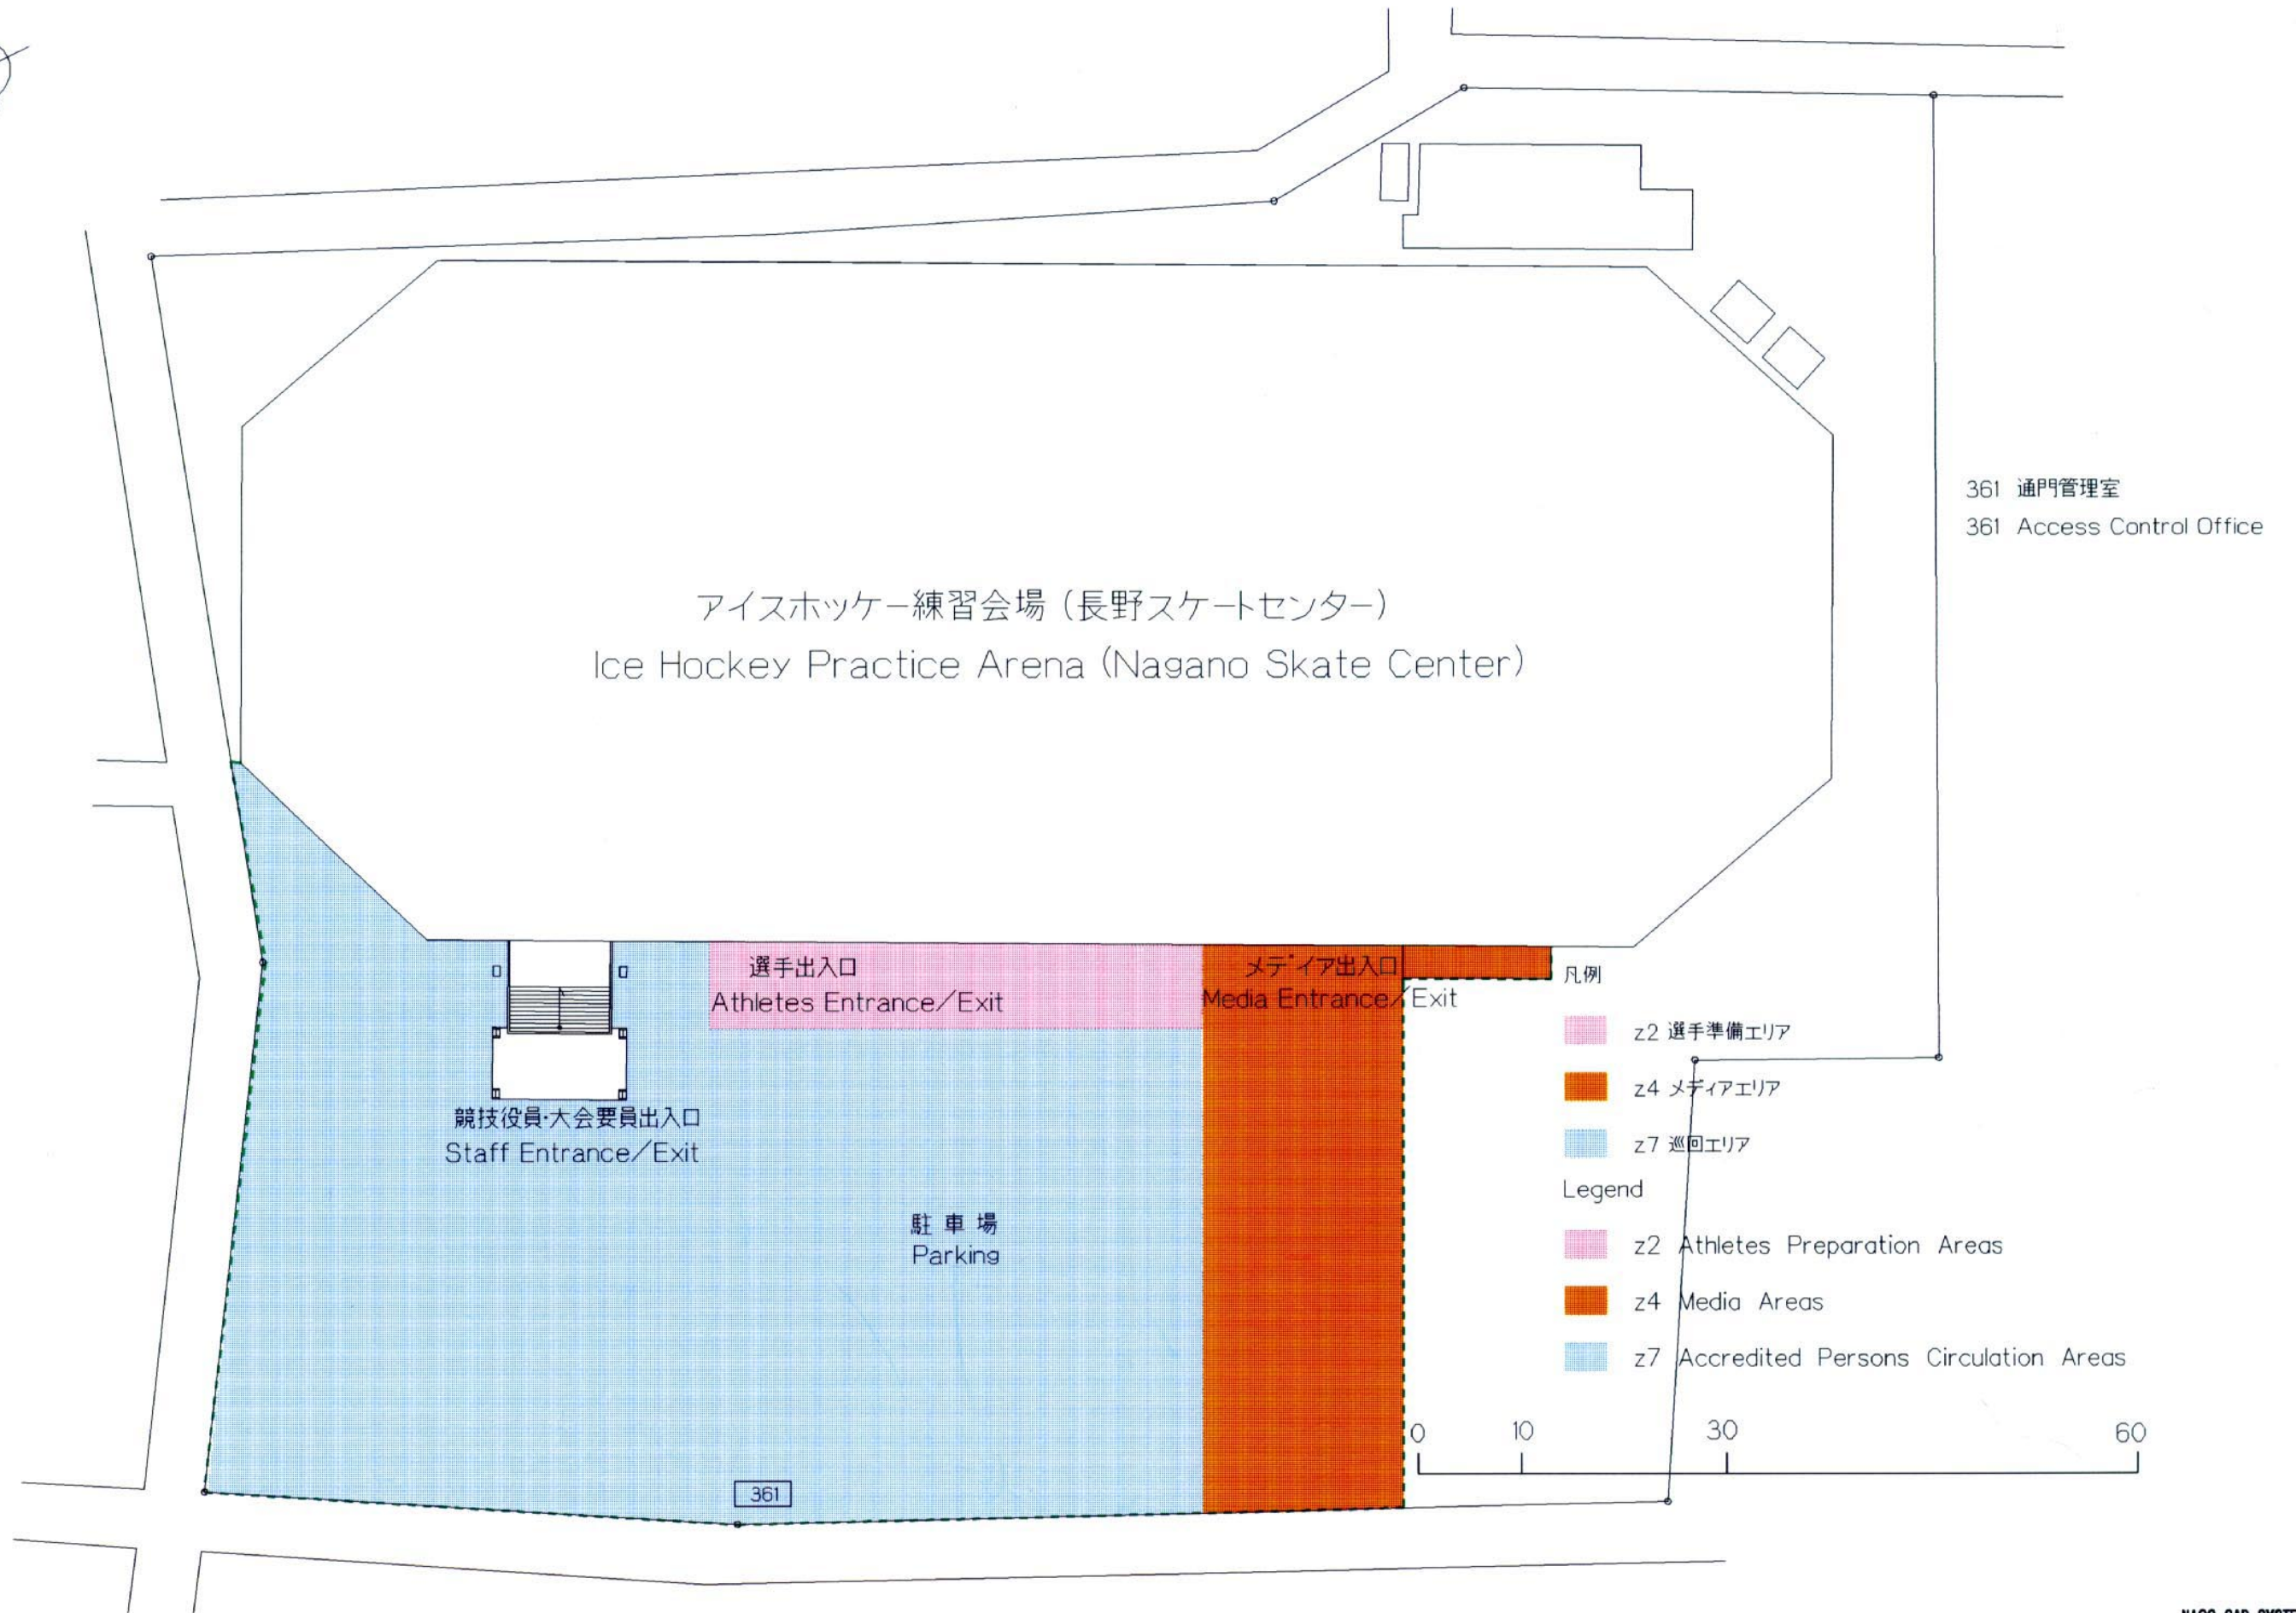 361 通門管理室
361 Access Control Office
アイスホッケー練習会場（長野スケートセンター）
Ice Hockey Practice Arena (Nagano Skate Center)
選手出入口
Athletes Entrance/Exit
メディア出入口
Media Entrance/Exit
競技役員・大会要員出入口
Staff Entrance/Exit
駐車場
Parking
361
凡例
z2 選手準備エリア
z4 メディアエリア
z7 巡回エリア
Legend
z2 Athletes Preparation Areas
z4 Media Areas
z7 Accredited Persons Circulation Areas
0 10 30 60